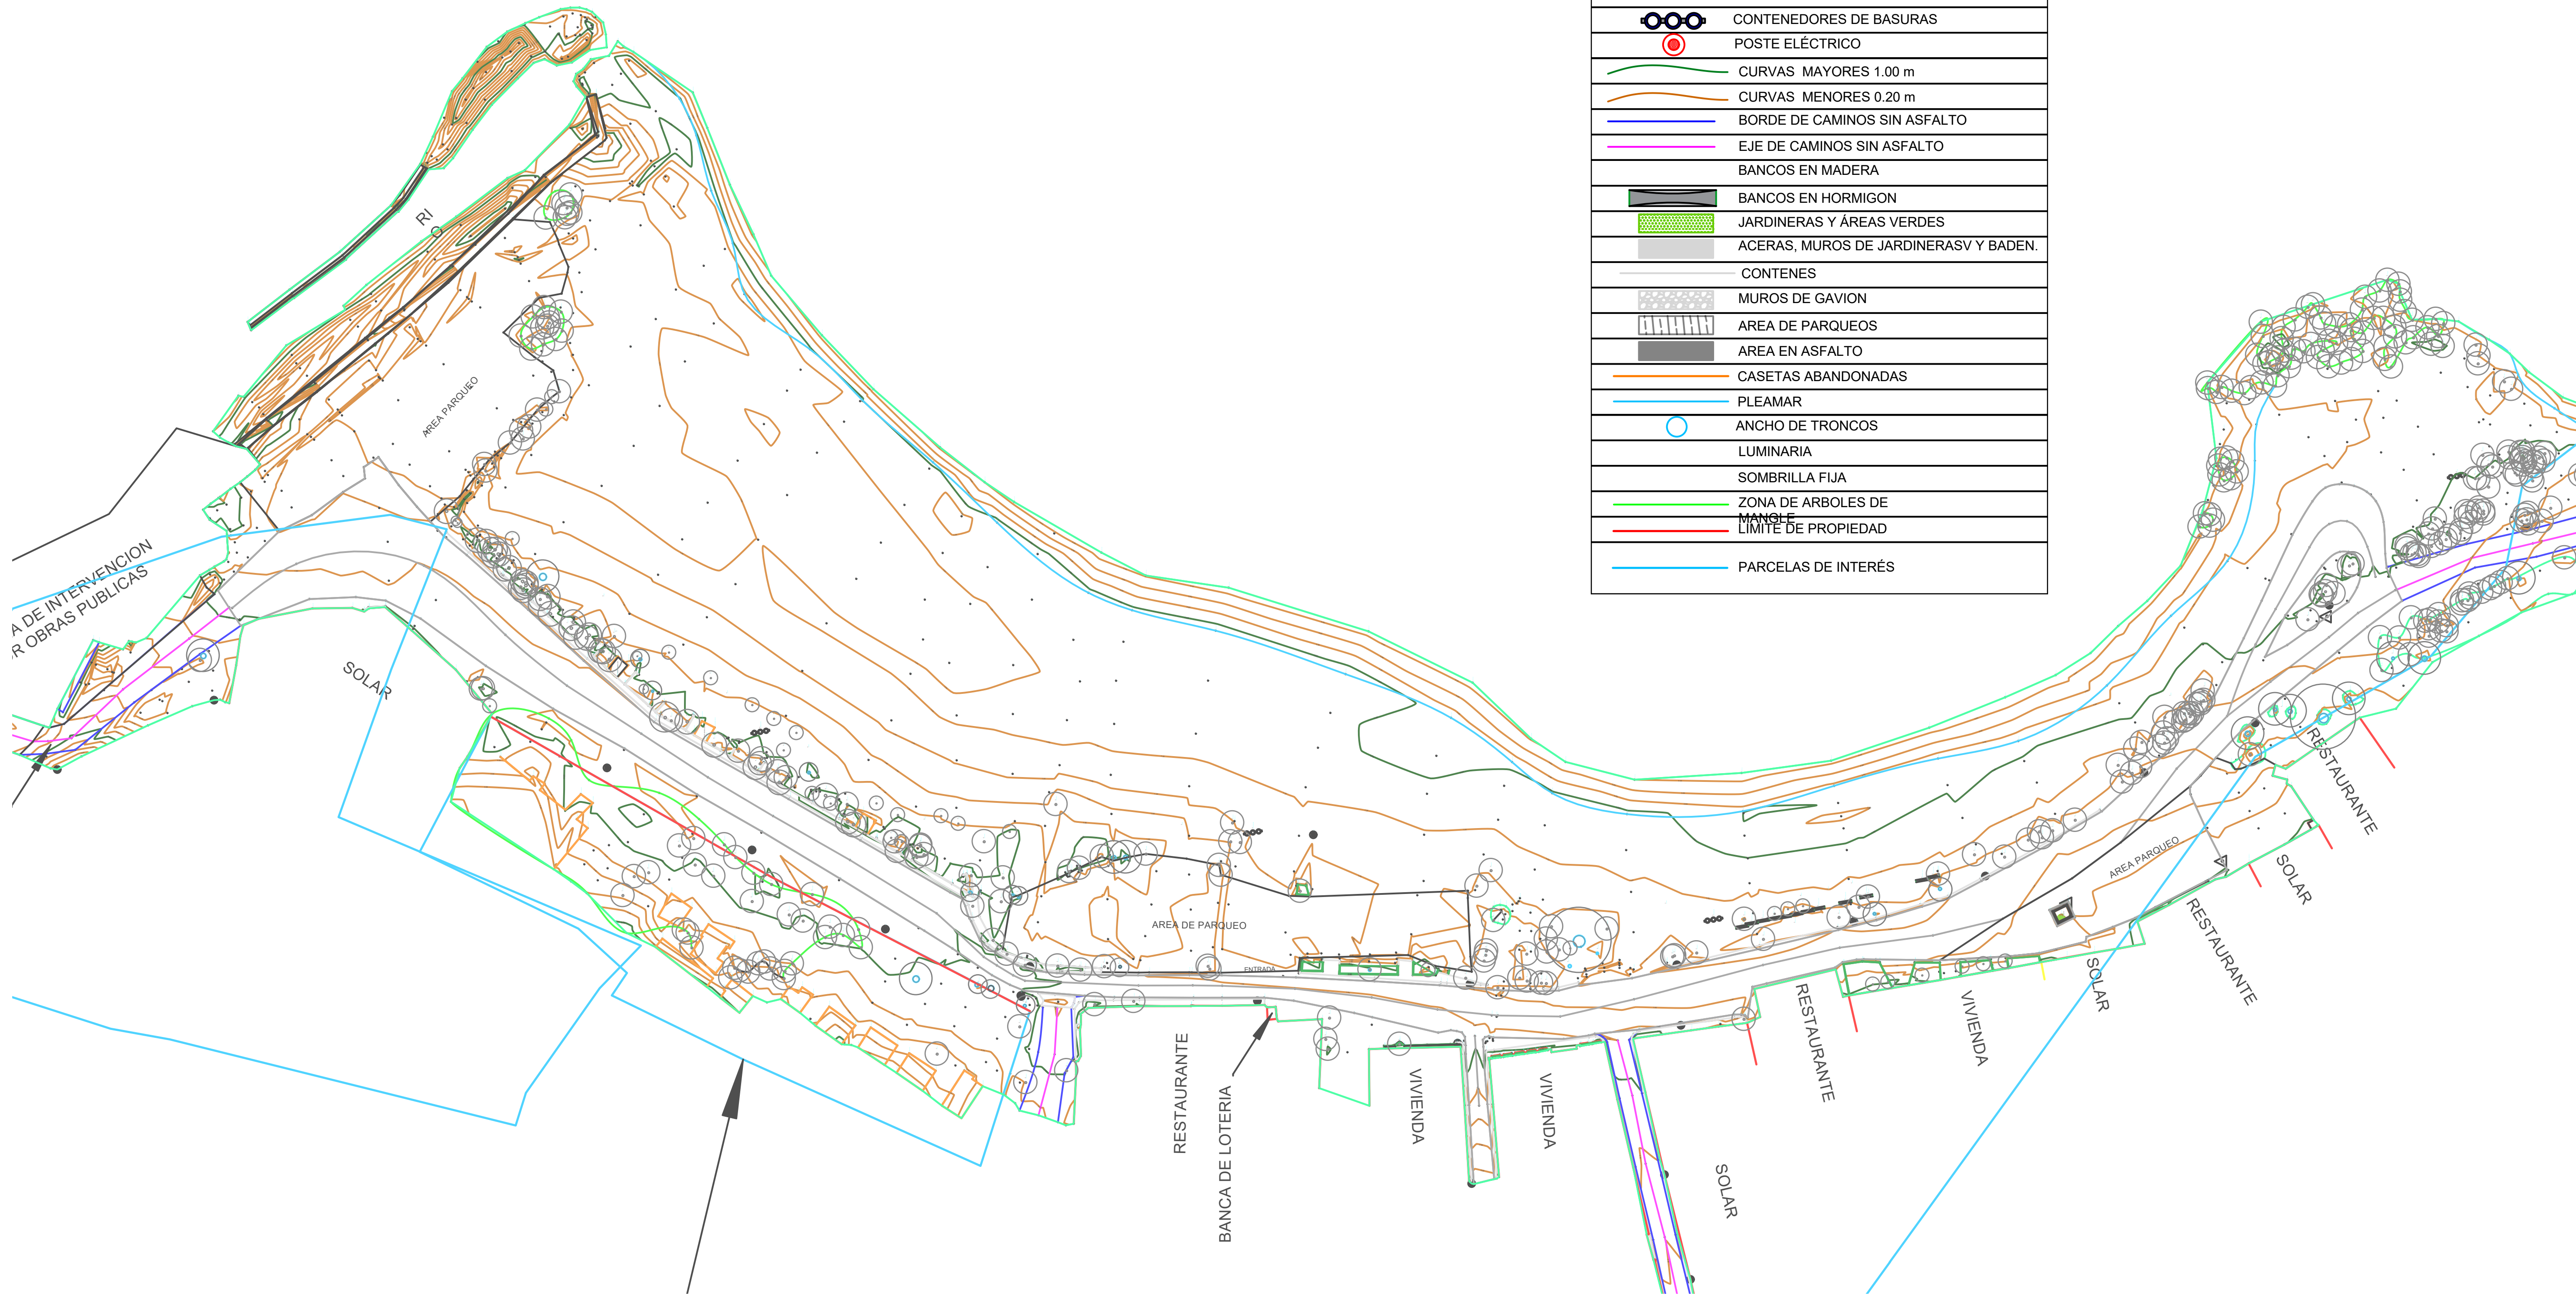 CONTENEDORES DE BASURAS
POSTE ELÉCTRICO
CURVAS MAYORES 1.00 m
CURVAS MENORES 0.20 m
BORDE DE CAMINOS SIN ASFALTO
EJE DE CAMINOS SIN ASFALTO
BANCOS EN MADERA
BANCOS EN HORMIGON
JARDINERAS Y ÁREAS VERDES
ACERAS, MUROS DE JARDINERASV Y BADEN.
CONTENES
MUROS DE GAVION
AREA DE PARQUEOS
AREA EN ASFALTO
CASETAS ABANDONADAS
PLEAMAR
ANCHO DE TRONCOS
LUMINARIA
SOMBRILLA FIJA
ZONA DE ARBOLES DE
MANGLE
LÍMITE DE PROPIEDAD
PARCELAS DE INTERÉS
RI
O
AREA PARQUEO
A DE INTERVENCION
R OBRAS PUBLICAS
SOLAR
AREA DE PARQUEO
ENTRADA
RESTAURANTE
BANCA DE LOTERIA
VIVIENDA
VIVIENDA
SOLAR
RESTAURANTE
VIVIENDA
SOLAR
AREA PARQUEO
RESTAURANTE
SOLAR
RESTAURANTE